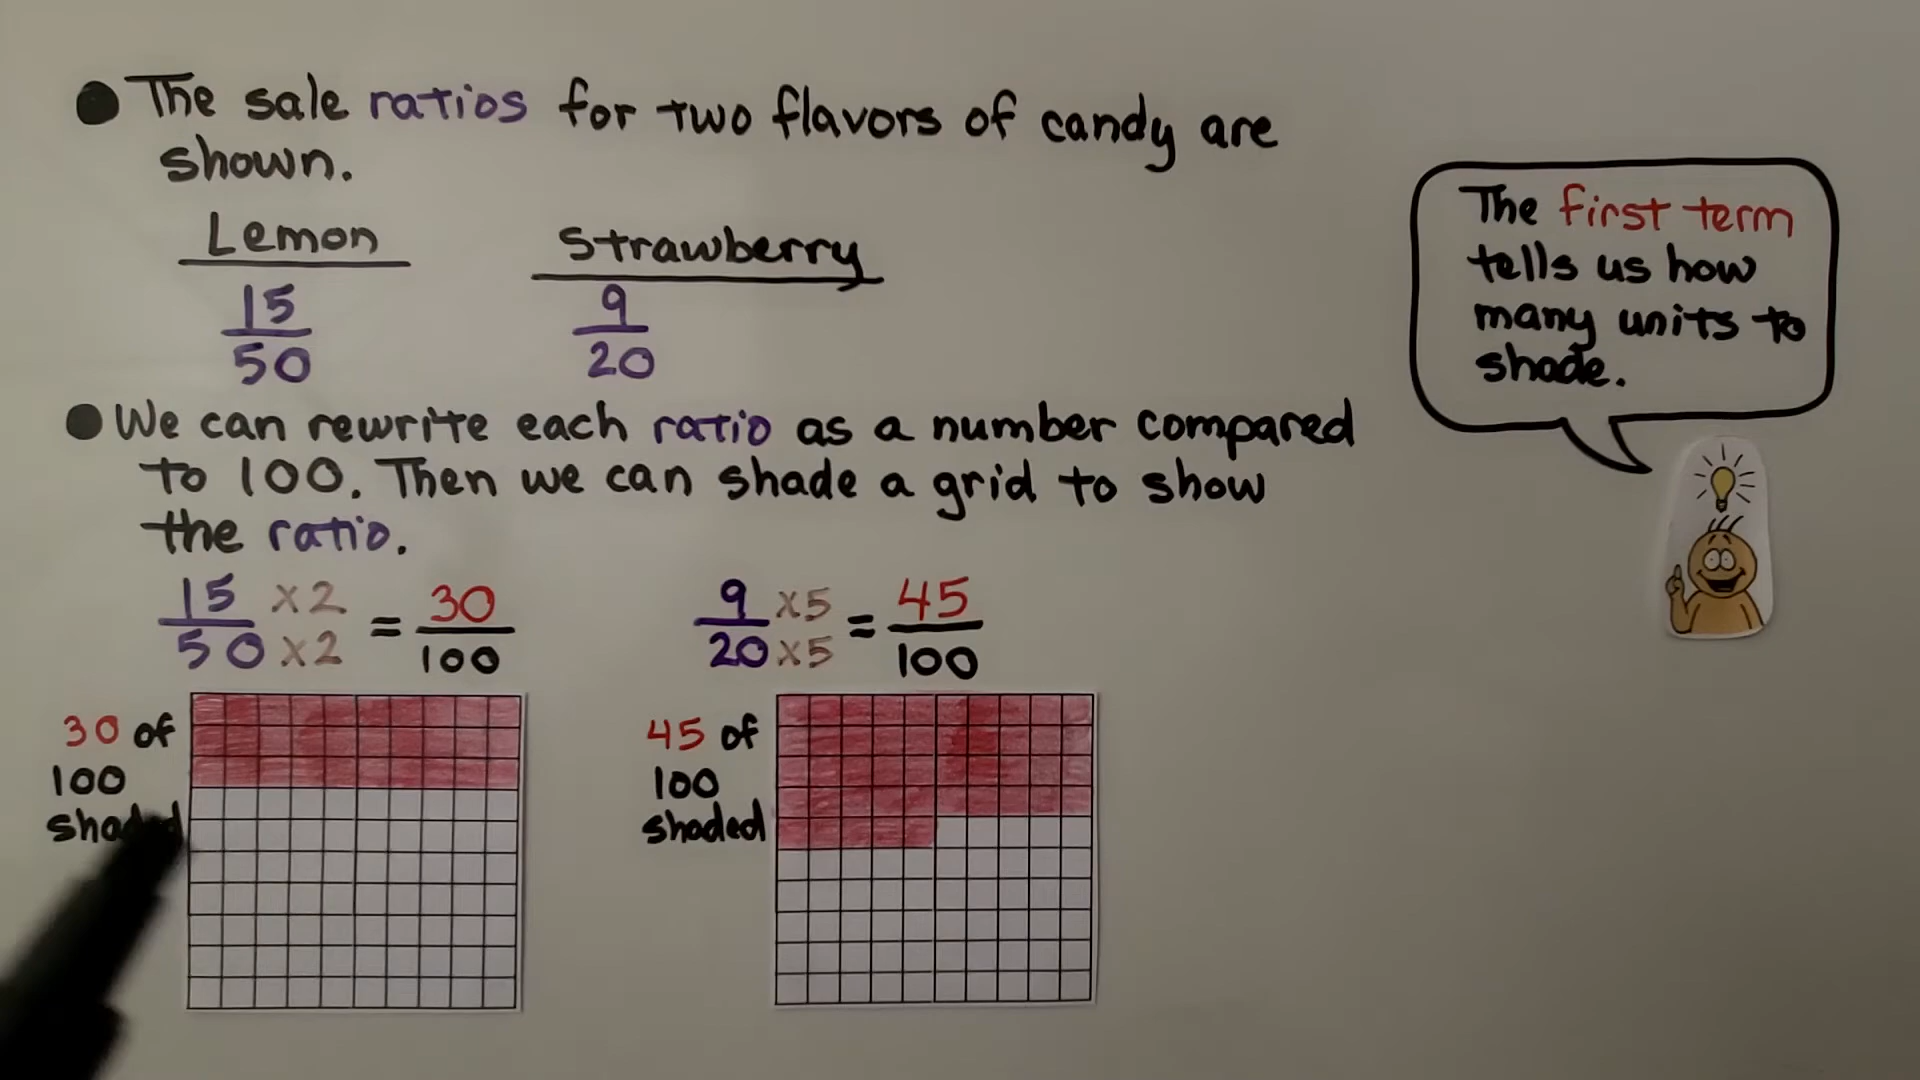 ● The sale ratios for two flavors of candy are
shown.
Lemon
Strawberry
15
50
9
20
● We can rewrite each ratio as a number compared
to 100. Then we can shade a grid to show
the ratio.
15 x2 = 30
50 x2 100
9 x5 = 45
20 x5 100
30 of
100
shaded
45 of
100
shaded
The first term
tells us how
many units to
shade.